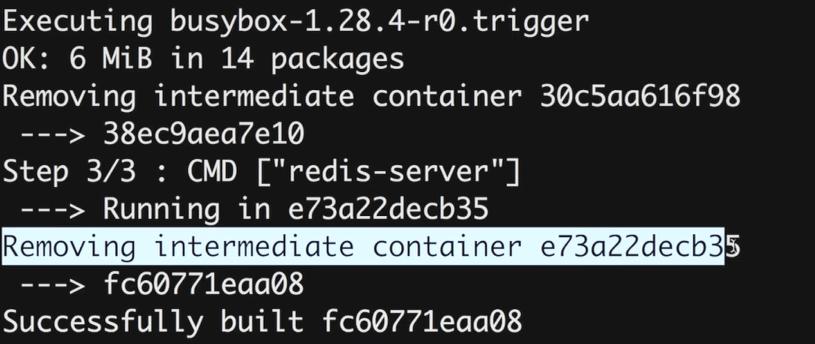 Executing busybox-1.28.4-r0.trigger
OK: 6 MiB in 14 packages
Removing intermediate container 30c5aa616f98
---> 38ec9aea7e10
Step 3/3 : CMD ["redis-server"]
---> Running in e73a22decb35
Removing intermediate container e73a22decb35
---> fc60771eaa08
Successfully built fc60771eaa08